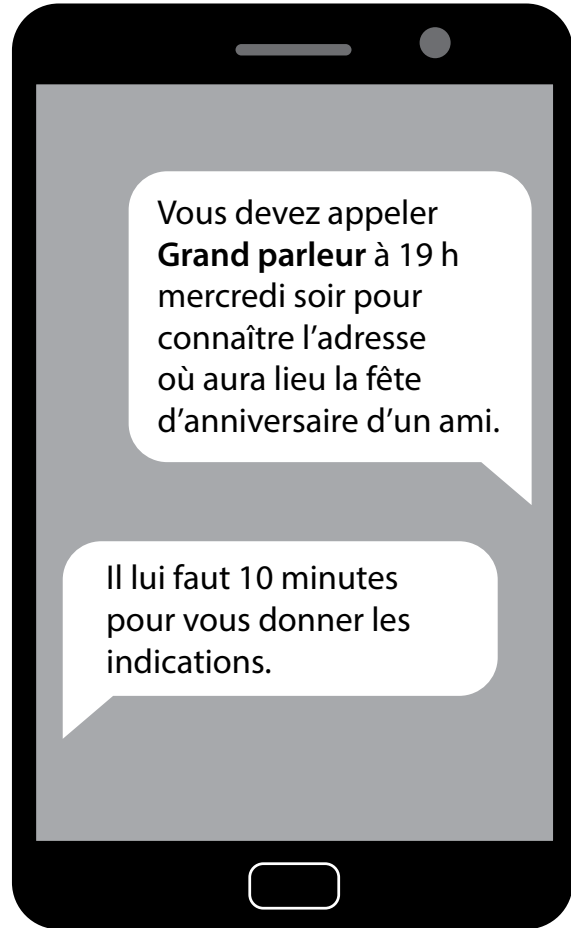 Vous devez appeler
Grand parleur à 19 h
mercredi soir pour
connaître l’adresse
où aura lieu la fête
d’anniversaire d’un ami.
Il lui faut 10 minutes
pour vous donner les
indications.